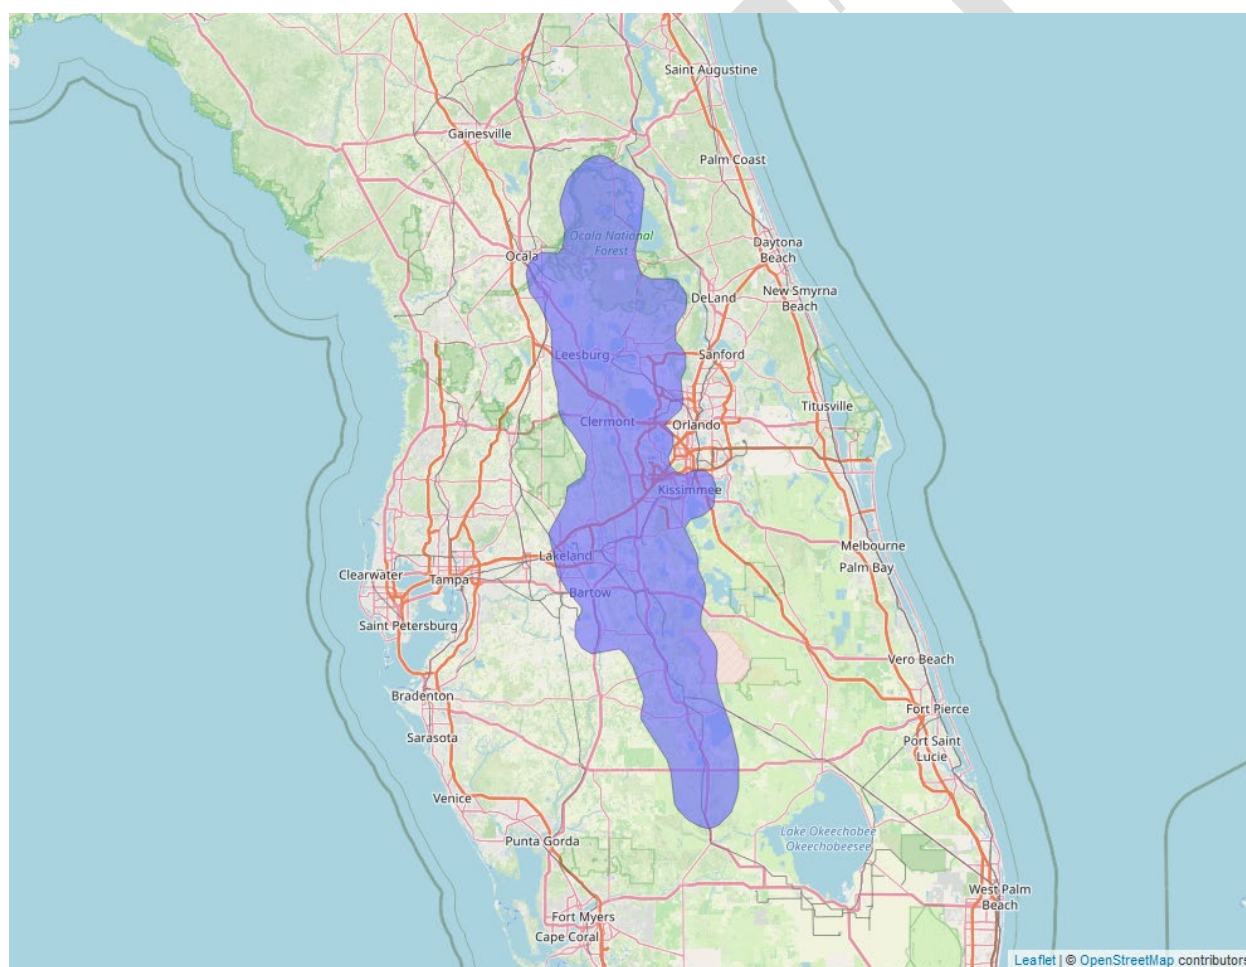 Saint Augustine
Gainesville
Palm Coast
Ocala National
Forest
Ocala
Daytona
Beach
DeLand
New Smyrna
Beach
Leesburg
Sanford
Titusville
Clermont
Orlando
Kissimmee
Melbourne
Lakeland
Palm Bay
Clearwater
Tampa
Bartow
Saint Petersburg
Vero Beach
Bradenton
Fort Pierce
Sarasota
Port Saint
Lucie
Venice
Lake Okeechobee
Okeechobeesee
Punta Gorda
West Palm
Beach
Fort Myers
Cape Coral
Leaflet | © OpenStreetMap contributors